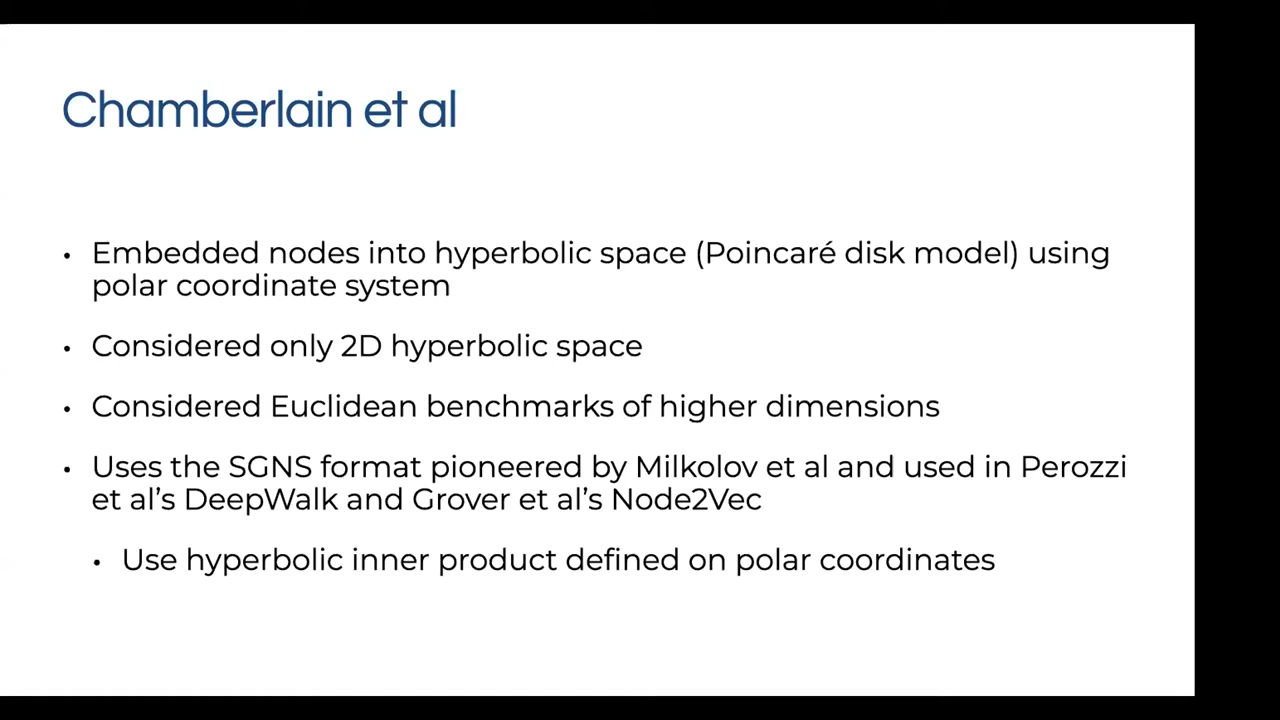 Chamberlain et al
• Embedded nodes into hyperbolic space (Poincaré disk model) using
polar coordinate system
• Considered only 2D hyperbolic space
• Considered Euclidean benchmarks of higher dimensions
• Uses the SGNS format pioneered by Milkolov et al and used in Perozzi
et al’s DeepWalk and Grover et al’s Node2Vec
• Use hyperbolic inner product defined on polar coordinates